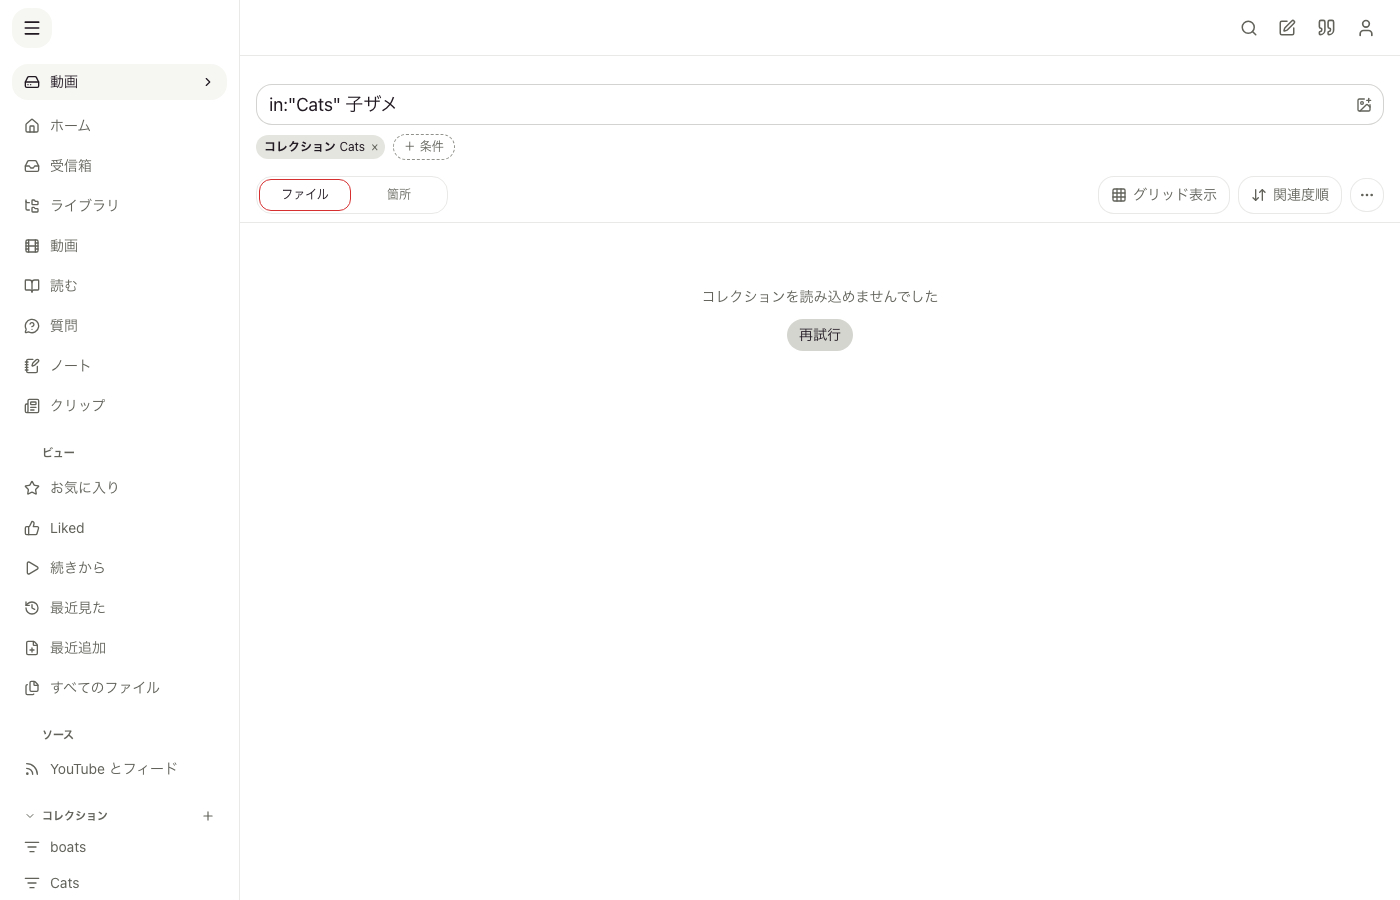 動画
ホーム
受信箱
ライブラリ
動画
読む
質問
ノート
クリップ
ビュー
お気に入り
Liked
続きから
最近見た
最近追加
すべてのファイル
ソース
YouTube とフィード
コレクション
boats
Cats
in:"Cats" 子ザメ
コレクション Cats ×
+ 条件
ファイル
箇所
グリッド表示
関連度順
コレクションを読み込めませんでした
再試行